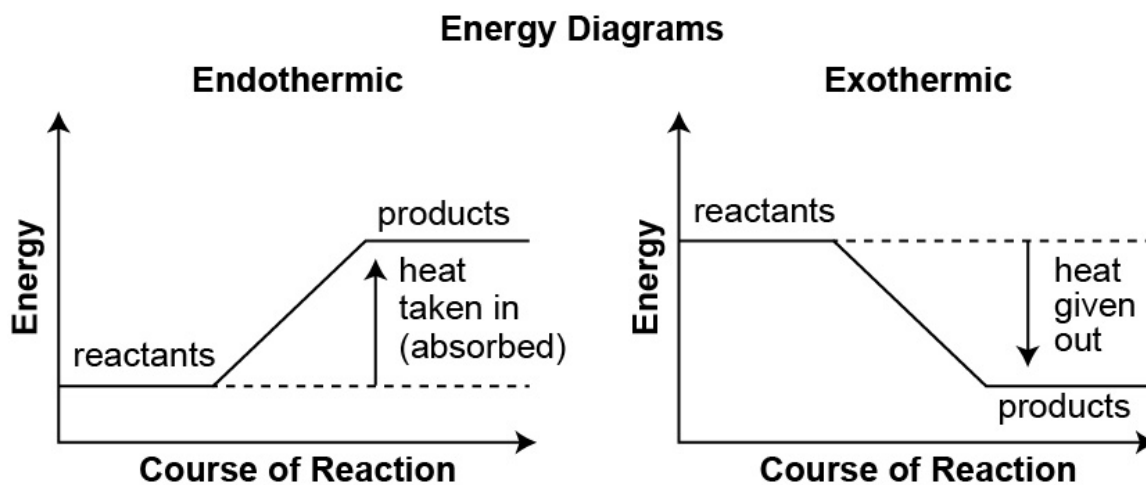 Energy Diagrams
Endothermic
Energy
products
heat
taken in
(absorbed)
reactants
Course of Reaction
Exothermic
Energy
reactants
heat
given
out
products
Course of Reaction